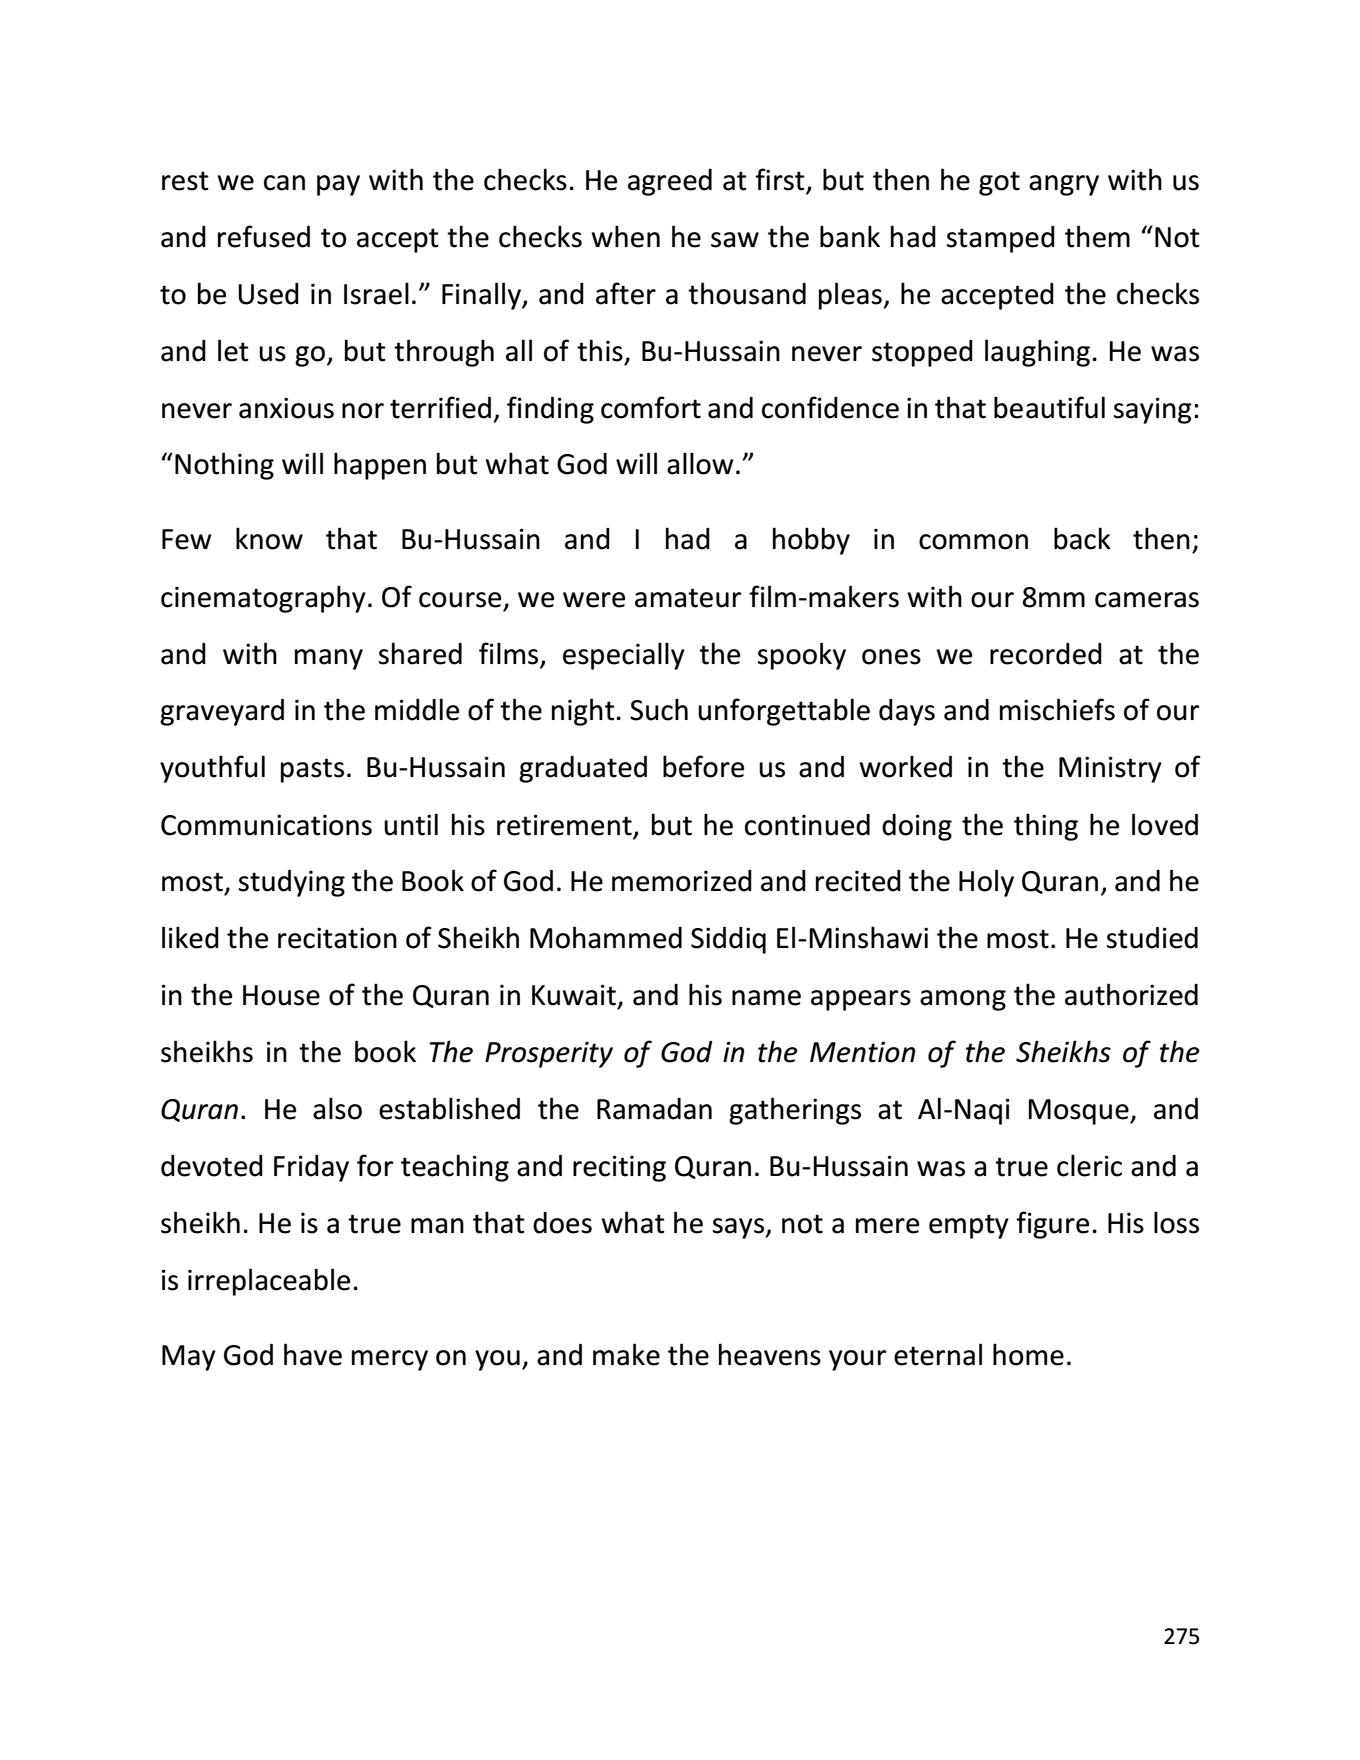 rest we can pay with the checks. He agreed at first, but then he got angry with us
and refused to accept the checks when he saw the bank had stamped them “Not
to be Used in Israel.” Finally, and after a thousand pleas, he accepted the checks
and let us go, but through all of this, Bu-Hussain never stopped laughing. He was
never anxious nor terrified, finding comfort and confidence in that beautiful saying:
“Nothing will happen but what God will allow.”
Few know that Bu-Hussain and I had a hobby in common back then;
cinematography. Of course, we were amateur film-makers with our 8mm cameras
and with many shared films, especially the spooky ones we recorded at the
graveyard in the middle of the night. Such unforgettable days and mischiefs of our
youthful pasts. Bu-Hussain graduated before us and worked in the Ministry of
Communications until his retirement, but he continued doing the thing he loved
most, studying the Book of God. He memorized and recited the Holy Quran, and he
liked the recitation of Sheikh Mohammed Siddiq El-Minshawi the most. He studied
in the House of the Quran in Kuwait, and his name appears among the authorized
sheikhs in the book The Prosperity of God in the Mention of the Sheikhs of the
Quran. He also established the Ramadan gatherings at Al-Naqi Mosque, and
devoted Friday for teaching and reciting Quran. Bu-Hussain was a true cleric and a
sheikh. He is a true man that does what he says, not a mere empty figure. His loss
is irreplaceable.
May God have mercy on you, and make the heavens your eternal home.
275